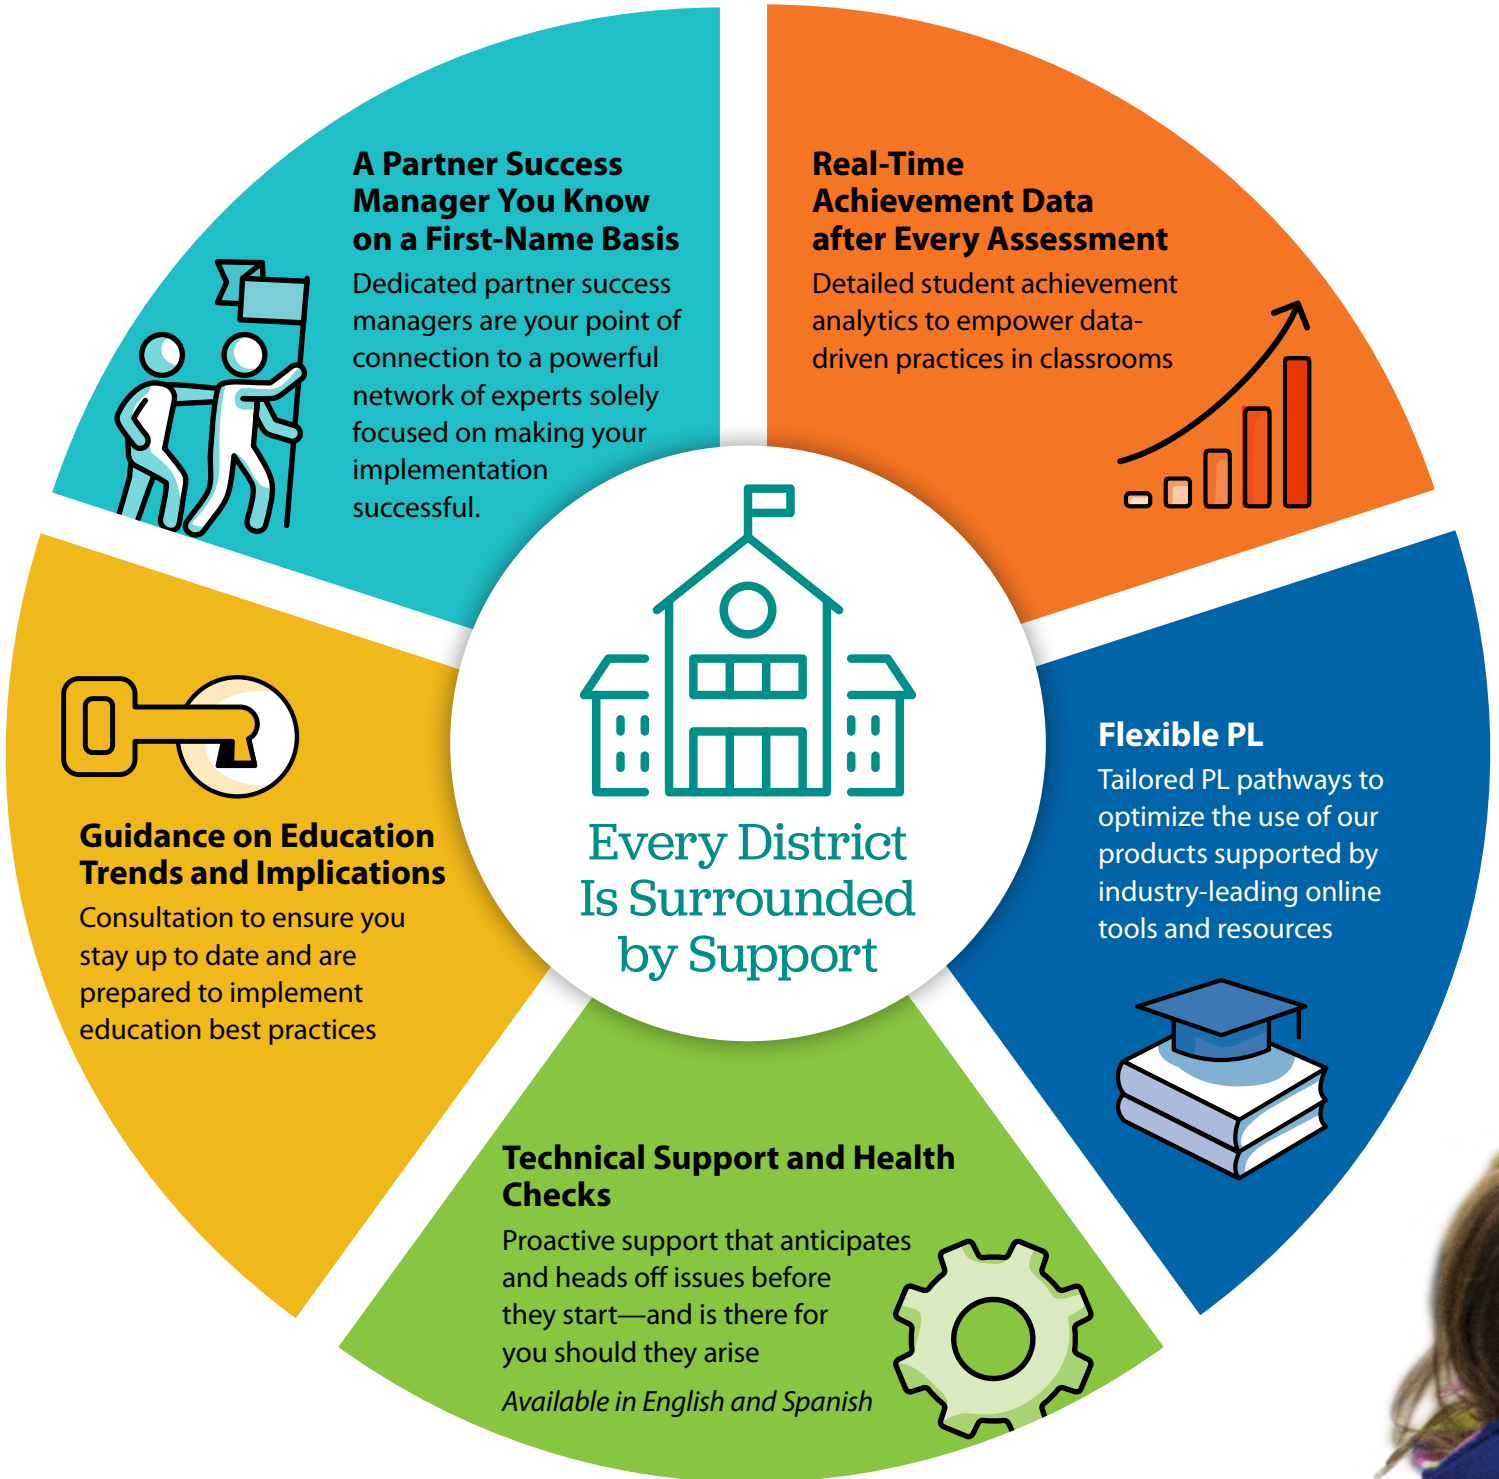 A Partner Success
Manager You Know
on a First-Name Basis
Dedicated partner success
managers are your point of
connection to a powerful
network of experts solely
focused on making your
implementation
successful.
Real-Time
Achievement Data
after Every Assessment
Detailed student achievement
analytics to empower data-
driven practices in classrooms
Flexible PL
Tailored PL pathways to
optimize the use of our
products supported by
industry-leading online
tools and resources
Technical Support and Health
Checks
Proactive support that anticipates
and heads off issues before
they start—and is there for
you should they arise
Available in English and Spanish
Guidance on Education
Trends and Implications
Consultation to ensure you
stay up to date and are
prepared to implement
education best practices
Every District
Is Surrounded
by Support